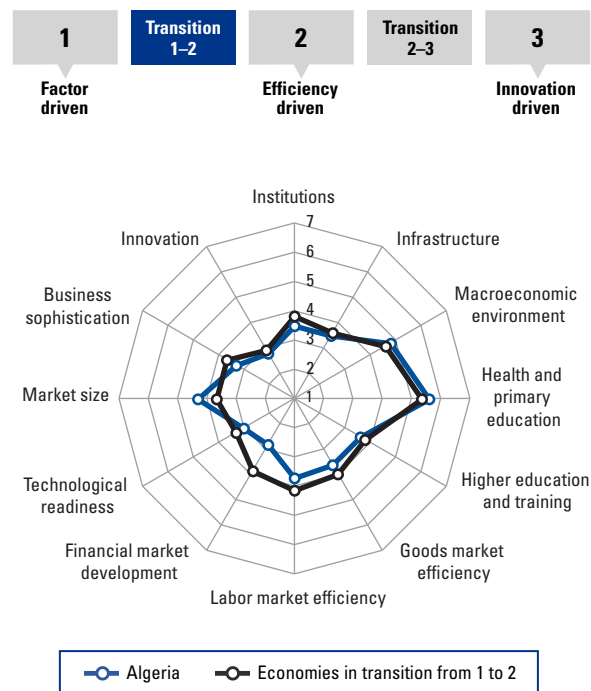 1
Transition
1–2
2
Transition
2–3
3
Factor
driven
Efficiency
driven
Innovation
driven
Institutions
7
6
5
4
3
2
1
Infrastructure
Macroeconomic
environment
Health and
primary
education
Higher education
and training
Goods market
efficiency
Labor market efficiency
Financial market
development
Technological
readiness
Market size
Business
sophistication
Innovation
Algeria
Economies in transition from 1 to 2